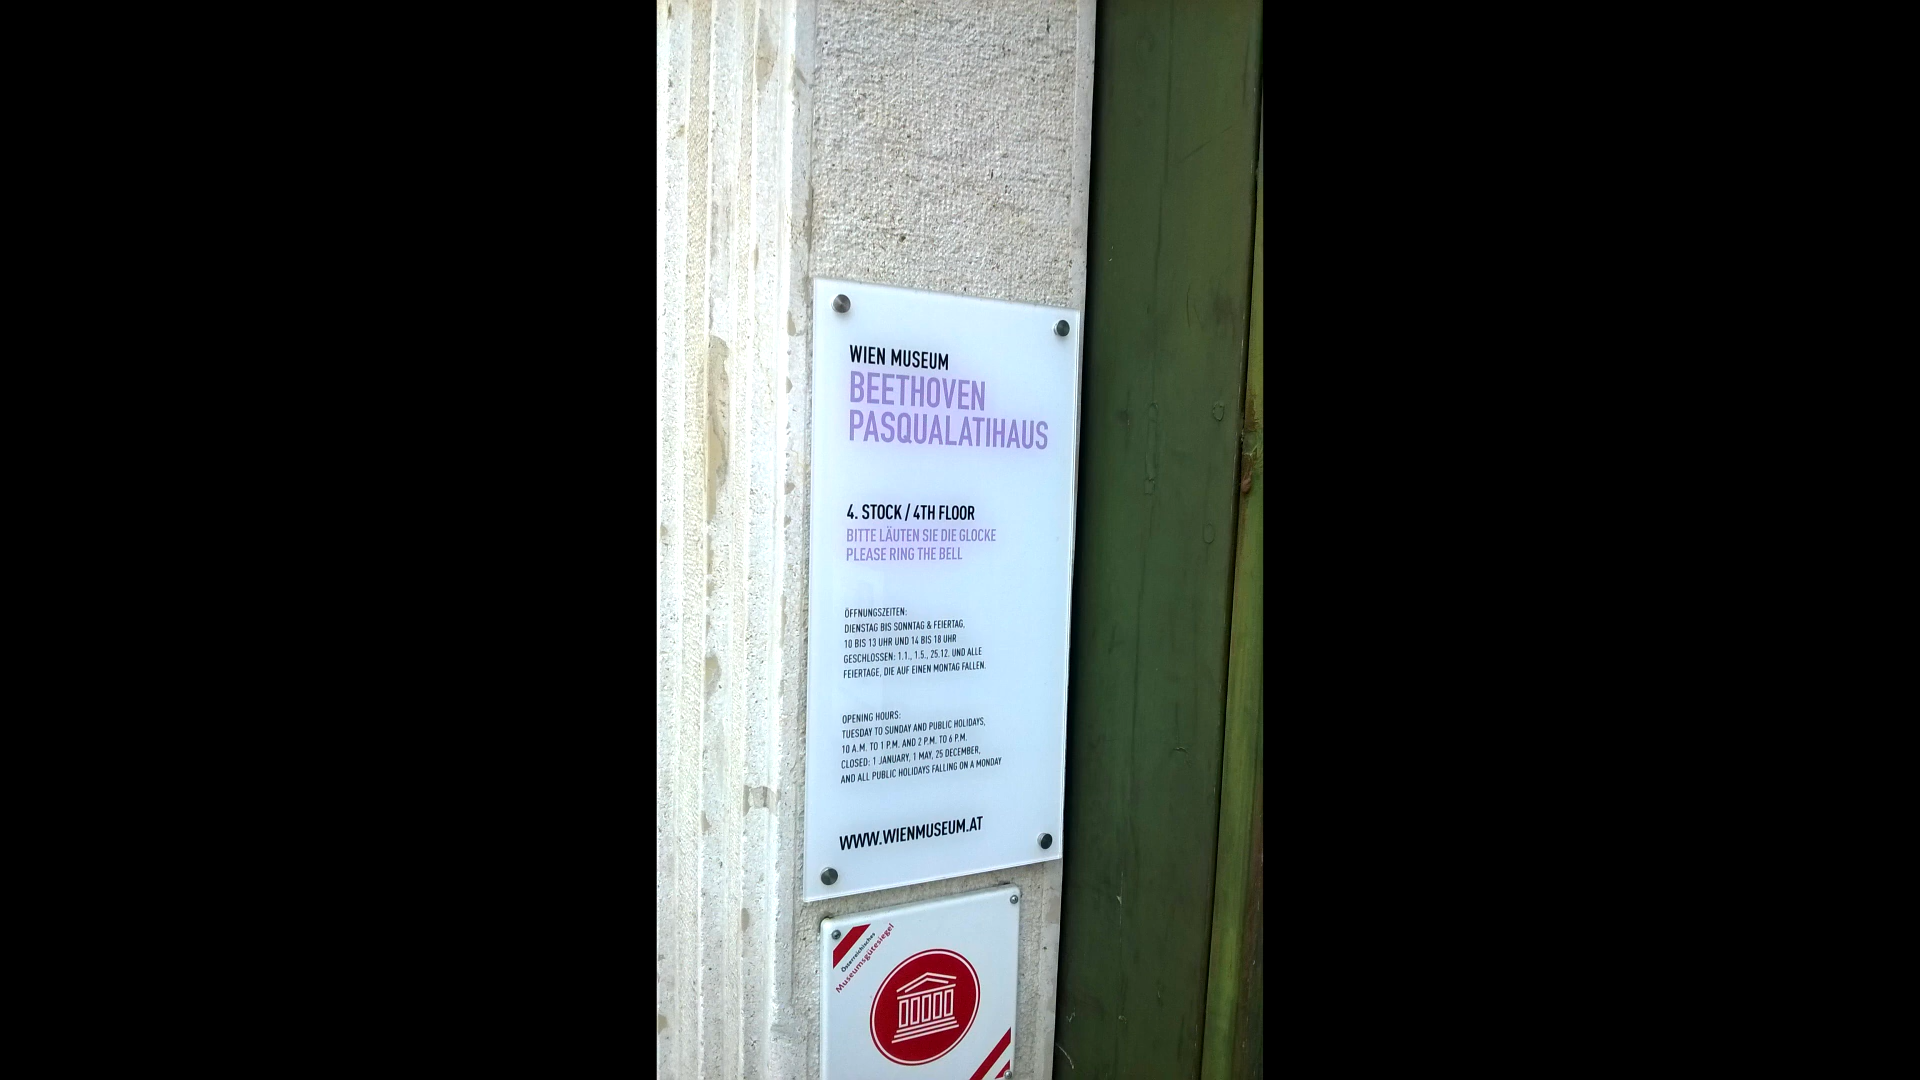 WIEN MUSEUM
BEETHOVEN
PASQUALATIHAUS
4. STOCK / 4TH FLOOR
BITTE LÄUTEN SIE DIE GLOCKE
PLEASE RING THE BELL
ÖFFNUNGSZEITEN:
DIENSTAG BIS SONNTAG & FEIERTAG,
10 BIS 13 UHR UND 14 BIS 18 UHR
GESCHLOSSEN: 1.1., 1.5., 25.12. UND ALLE
FEIERTAGE, DIE AUF EINEN MONTAG FALLEN.
OPENING HOURS:
TUESDAY TO SUNDAY AND PUBLIC HOLIDAYS,
10 A.M. TO 1 P.M. AND 2 P.M. TO 6 P.M.
CLOSED: 1 JANUARY, 1 MAY, 25 DECEMBER,
AND ALL PUBLIC HOLIDAYS FALLING ON A MONDAY
WWW.WIENMUSEUM.AT
Österreichisches
Museumsgütesiegel